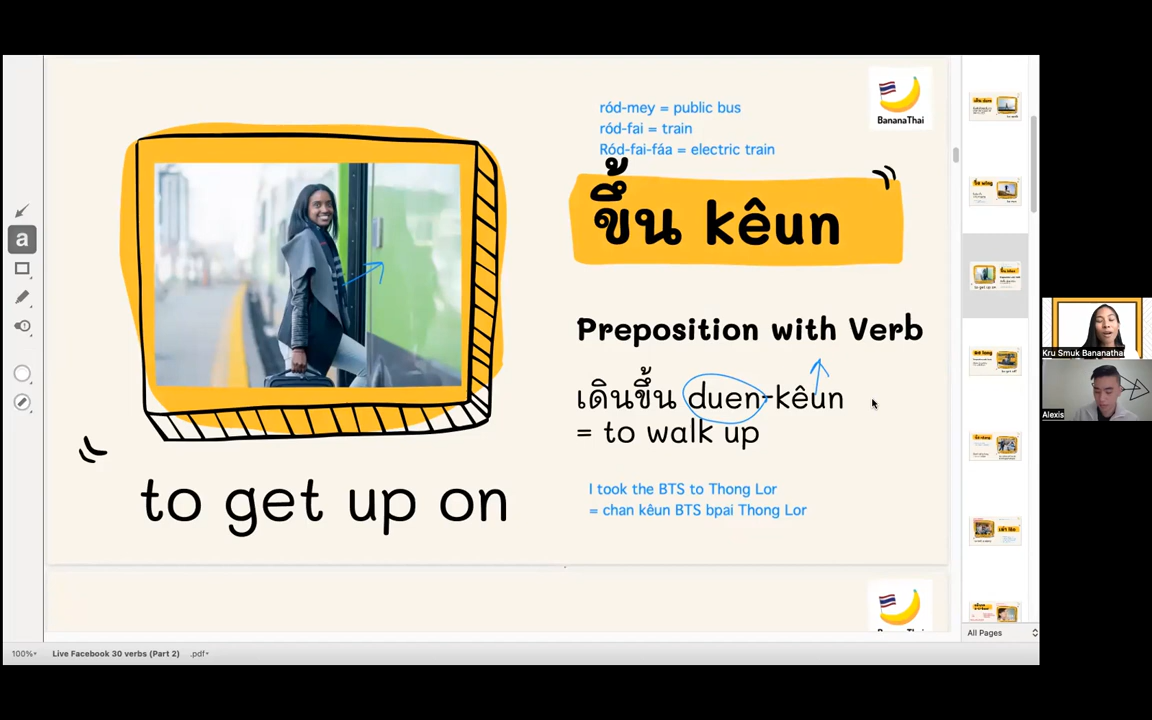 BananaThai
ród-mey = public bus
ród-fai = train
Ród-fai-fáa = electric train
ขึ้น kêun
Preposition with Verb
เดินขึ้น duen-kêun
= to walk up
to get up on
I took the BTS to Thong Lor
= chan kêun BTS bpai Thong Lor
a
All Pages
Kru Smuk Bananathai
Alexis
100%
Live Facebook 30 verbs (Part 2) .pdf